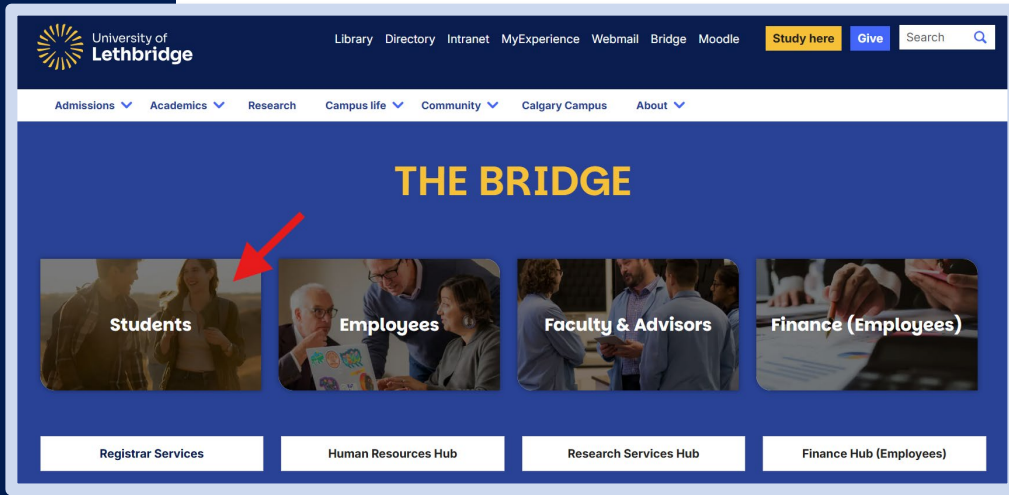 University of
Lethbridge
Library Directory Intranet MyExperience Webmail Bridge Moodle Study here Give Search
Admissions Academics Research Campus life Community Calgary Campus About
THE BRIDGE
Students Employees Faculty & Advisors Finance (Employees)
Registrar Services Human Resources Hub Research Services Hub Finance Hub (Employees)